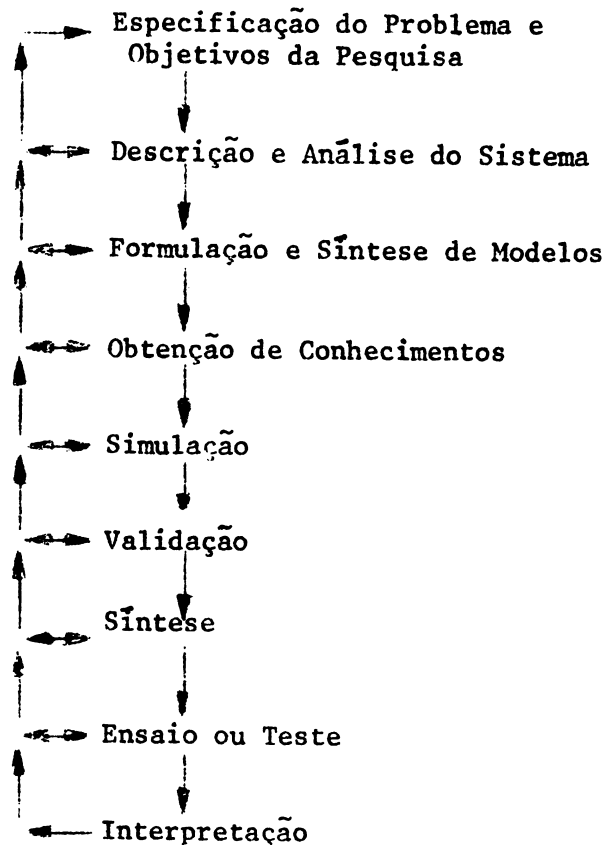 Especificação do Problema e
Objetivos da Pesquisa
Descrição e Análise do Sistema
Formulação e Síntese de Modelos
Obtenção de Conhecimentos
Simulação
Validação
Síntese
Ensaio ou Teste
Interpretação